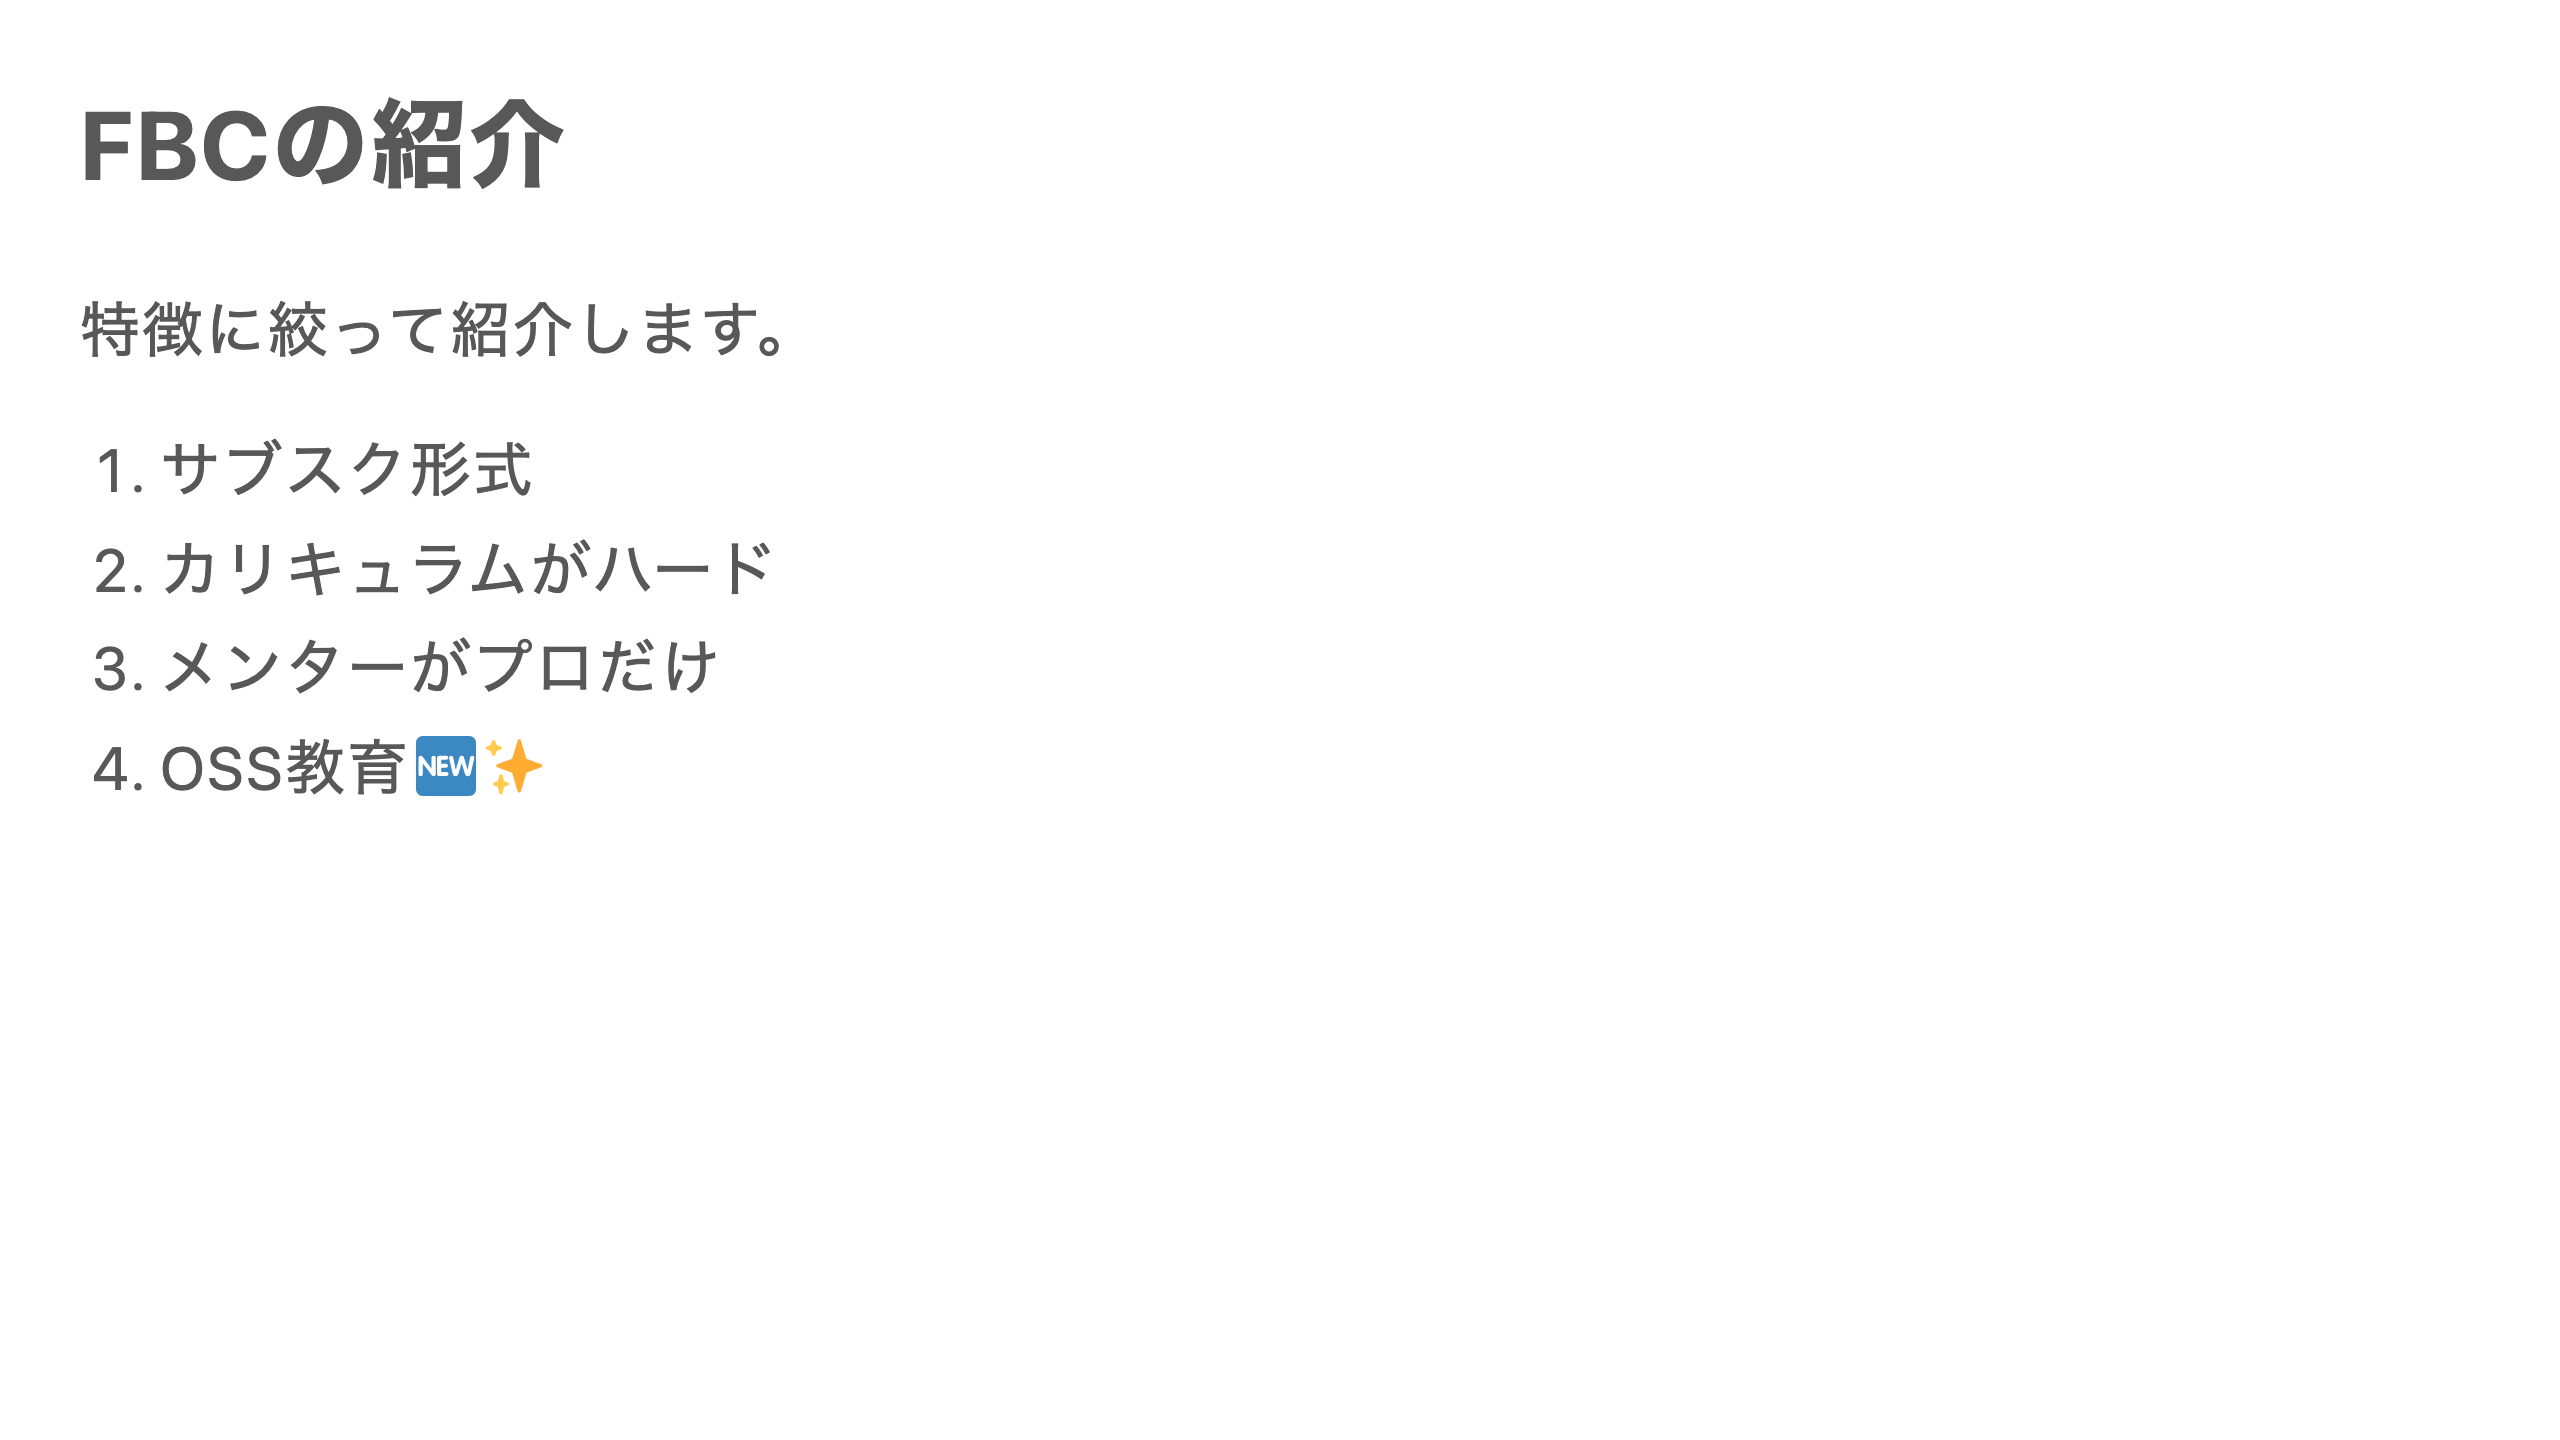 FBCの紹介
特徴に絞って紹介します。
1. サブスク形式
2. カリキュラムがハード
3. メンターがプロだけ
4. OSS教育🆕✨